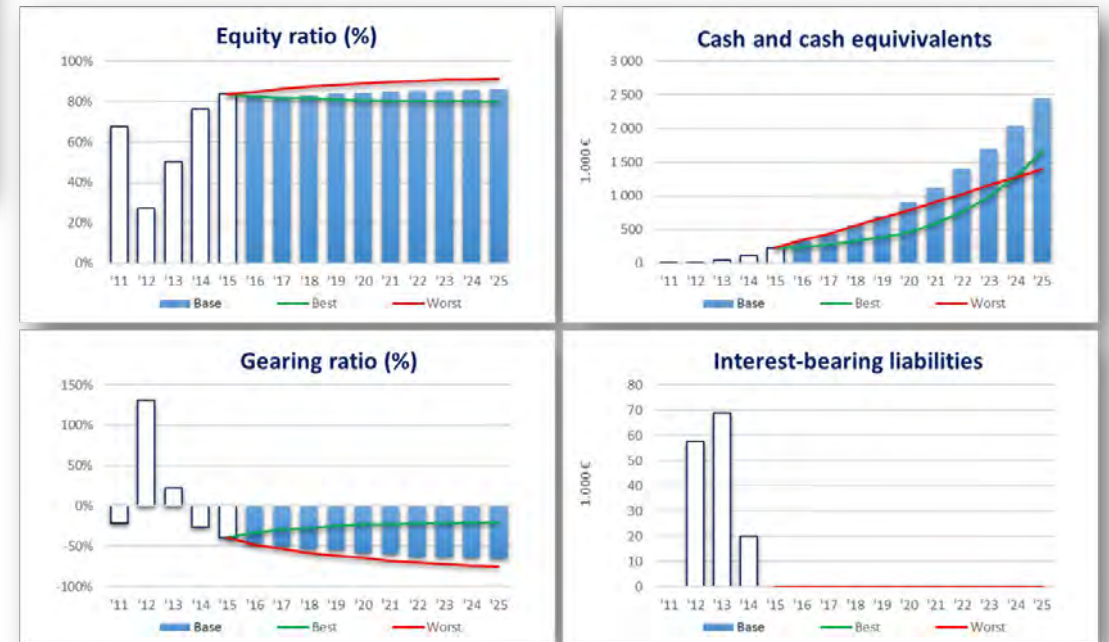 Equity ratio (%)
100%
80%
60%
40%
20%
0%
'11 '12 '13 '14 '15 '16 '17 '18 '19 '20 '21 '22 '23 '24 '25
Base Best Worst
Cash and cash equivivalents
3 000
2 500
2 000
1 500
1 000
500
0
1.000 €
'11 '12 '13 '14 '15 '16 '17 '18 '19 '20 '21 '22 '23 '24 '25
Base Best Worst
Gearing ratio (%)
150%
100%
50%
0%
-50%
-100%
'11 '12 '13 '14 '15 '16 '17 '18 '19 '20 '21 '22 '23 '24 '25
Base Best Worst
Interest-bearing liabilities
80
70
60
50
40
30
20
10
0
1.000 €
'11 '12 '13 '14 '15 '16 '17 '18 '19 '20 '21 '22 '23 '24 '25
Base Best Worst